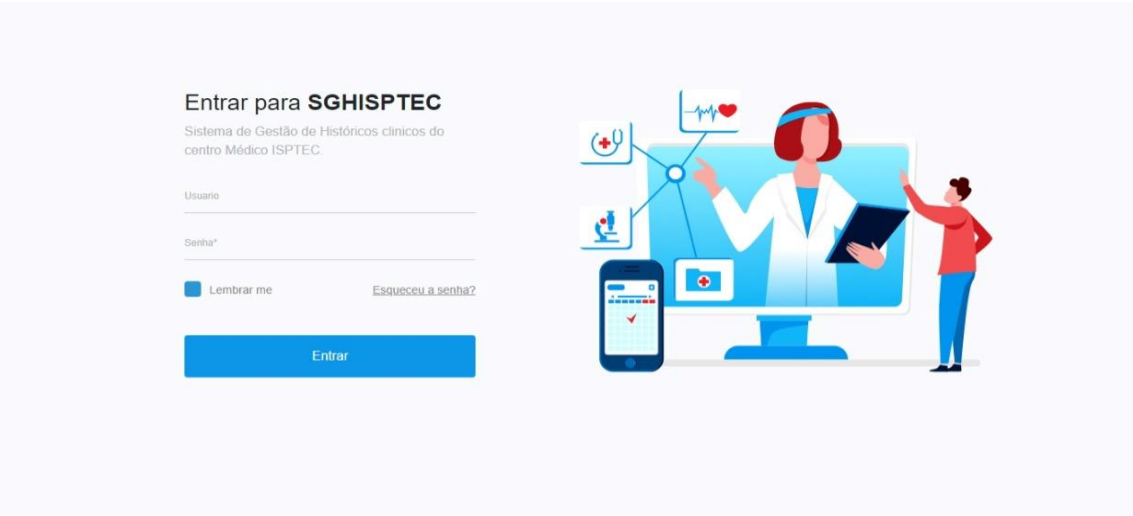 Entrar para SGHISPTEC
Sistema de Gestão de Históricos clinicos do
centro Médico ISPTEC.
Usuario
Senha*
Lembrar me
Esqueceu a senha?
Entrar